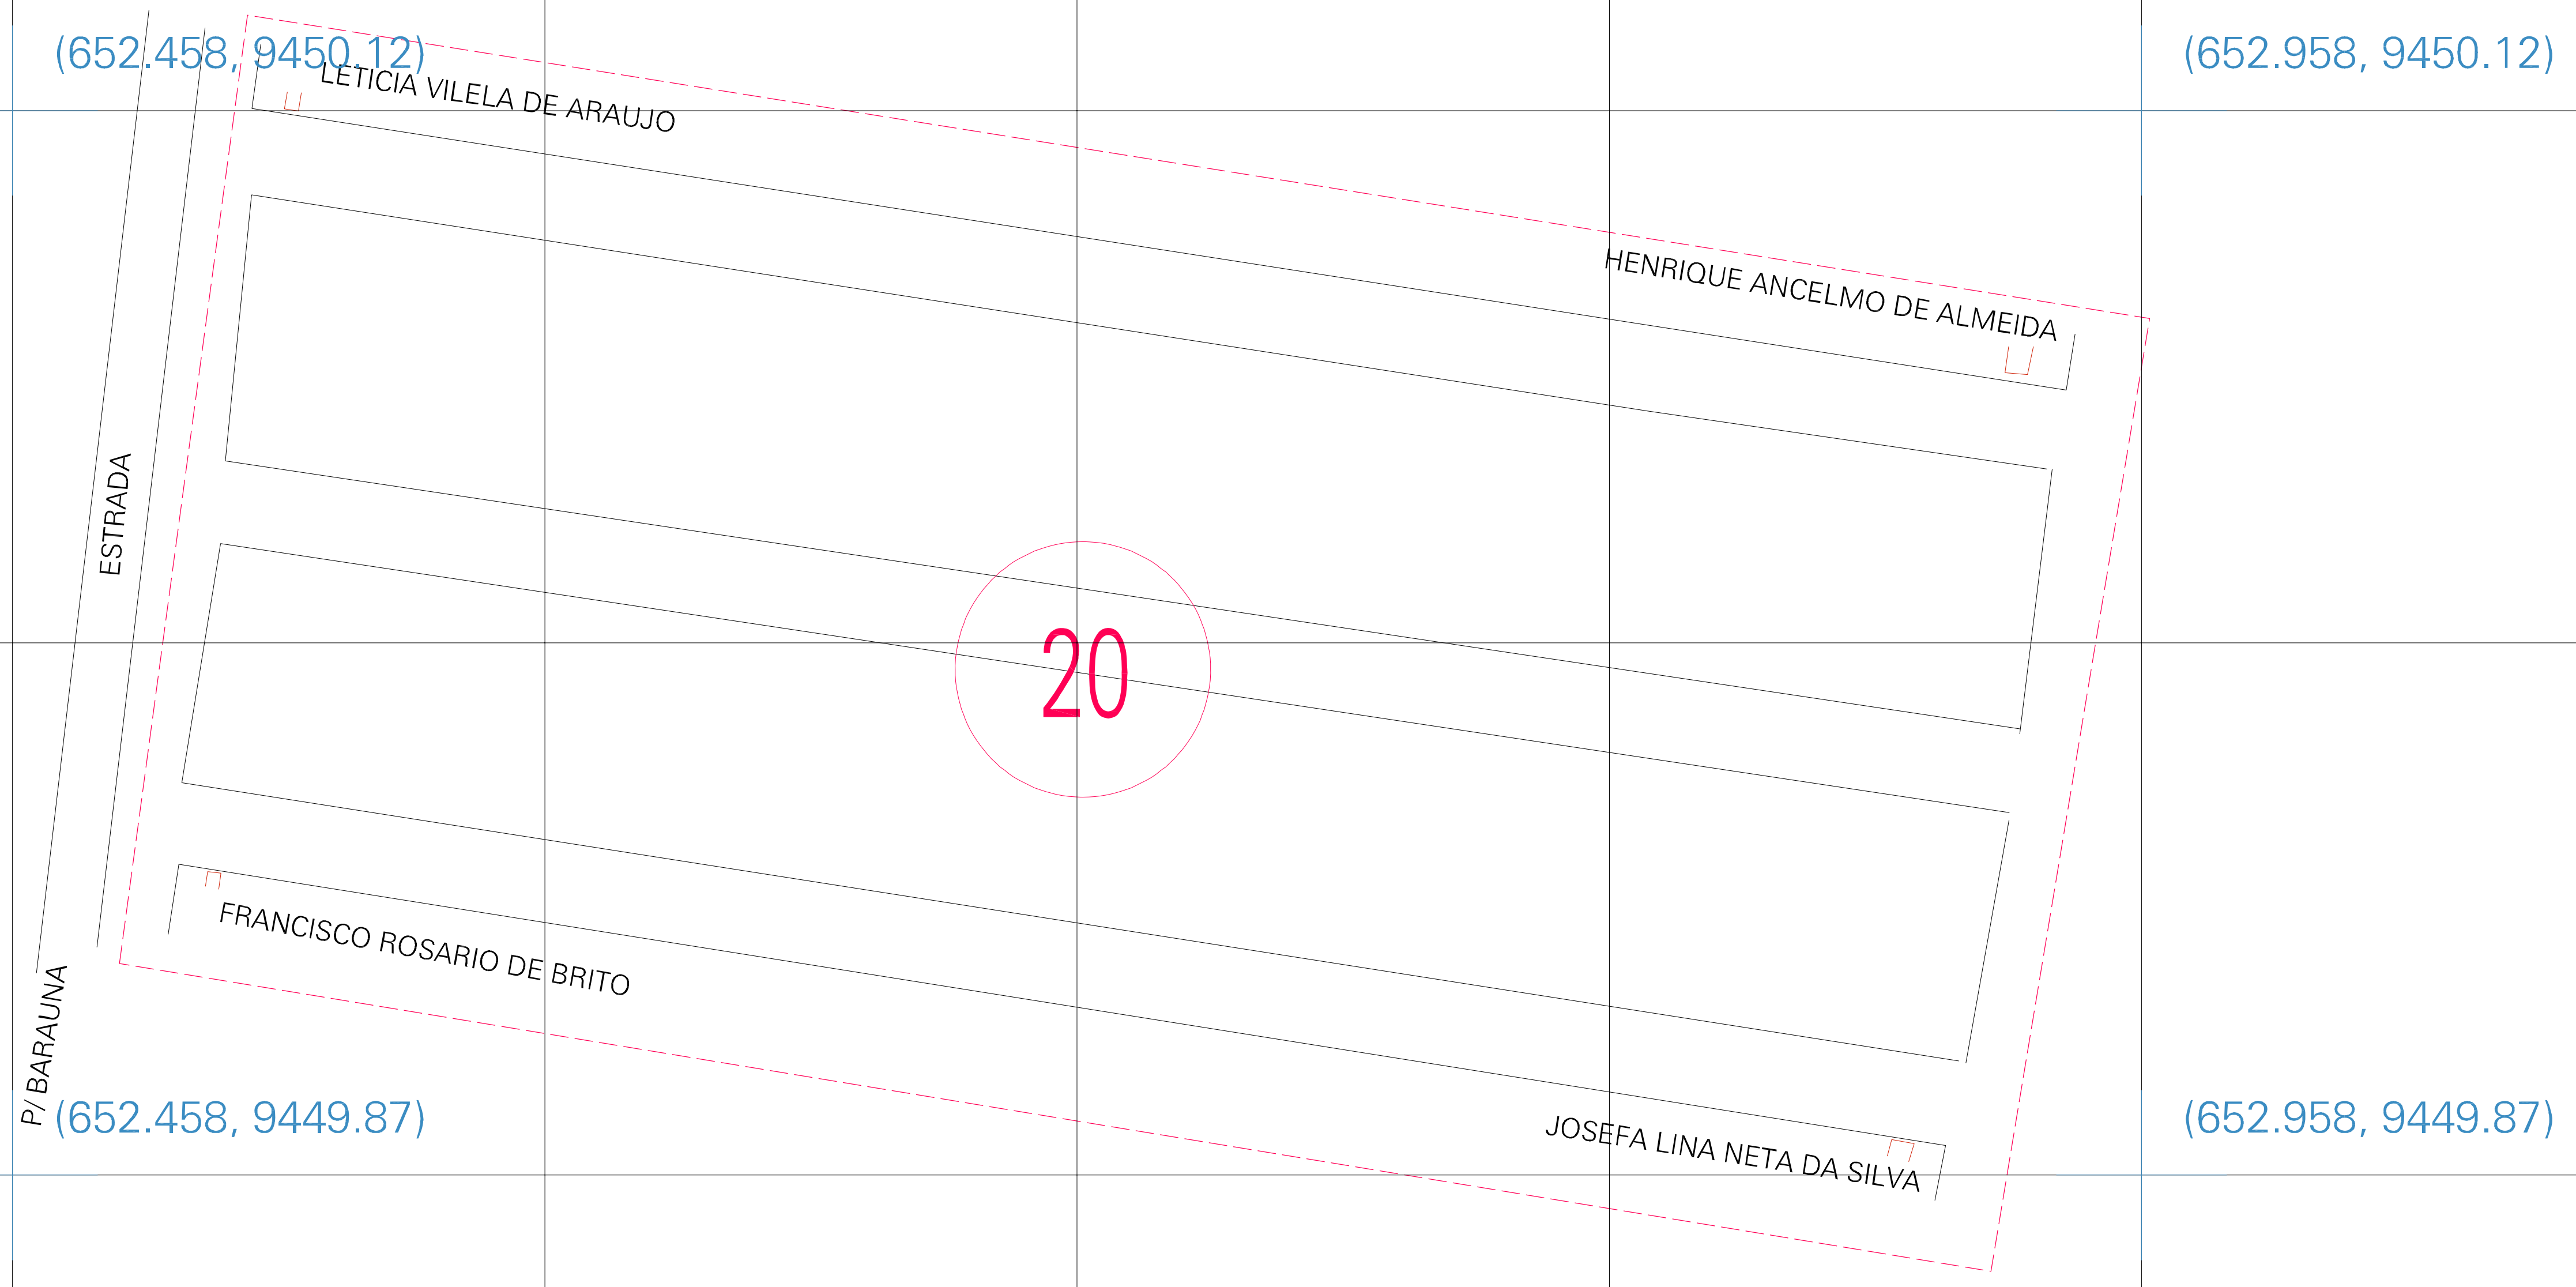 (652.458, 9450.12)
(652.958, 9450.12)
LETICIA VILELA DE ARAUJO
HENRIQUE ANCELMO DE ALMEIDA
ESTRADA
20
FRANCISCO ROSARIO DE BRITO
P/ BARAUNA
(652.458, 9449.87)
(652.958, 9449.87)
JOSEFA LINA NETA DA SILVA